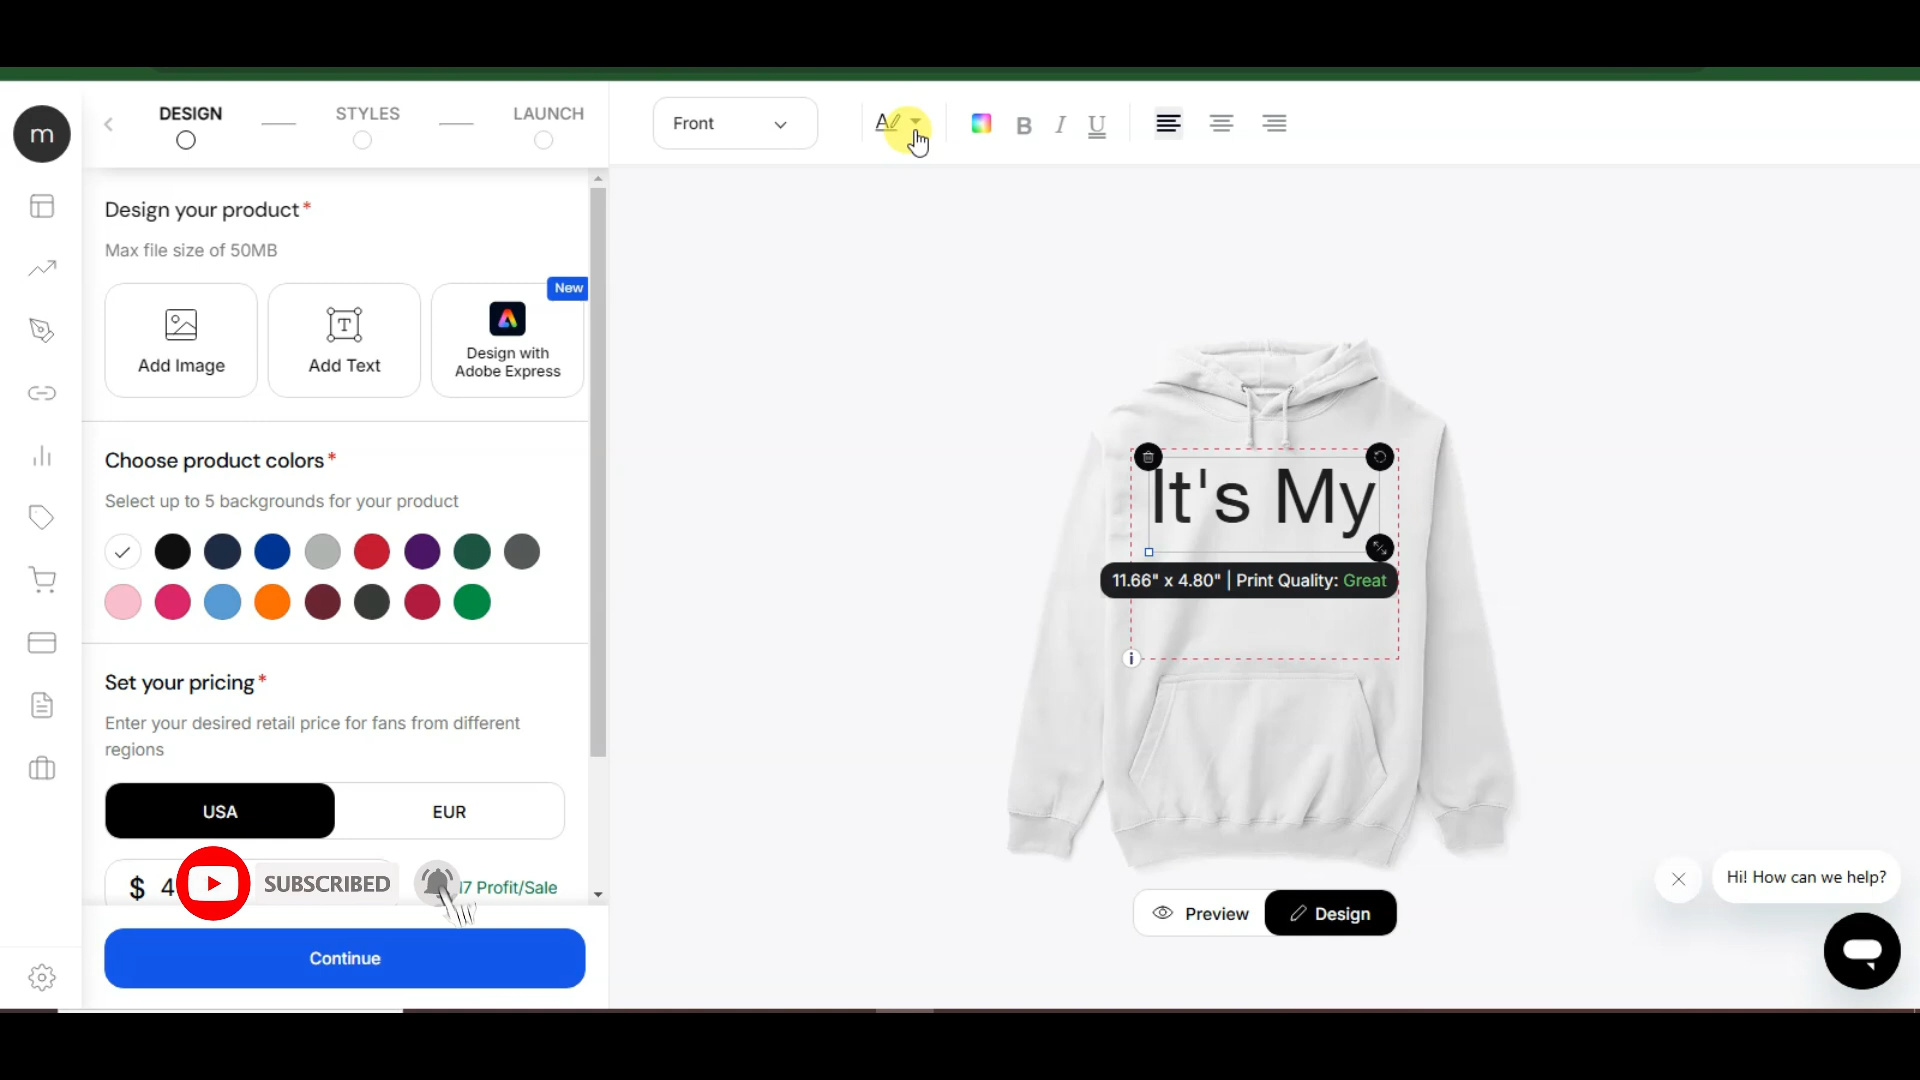 m
DESIGN
STYLES
LAUNCH
Front
B I U
Design your product*
Max file size of 50MB
New
Add Image
Add Text
Design with
Adobe Express
Choose product colors*
Select up to 5 backgrounds for your product
Set your pricing*
Enter your desired retail price for fans from different
regions
USA
EUR
$ 4
17 Profit/Sale
SUBSCRIBED
Continue
It's My
11.66" x 4.80" | Print Quality: Great
Preview
Design
Hi! How can we help?